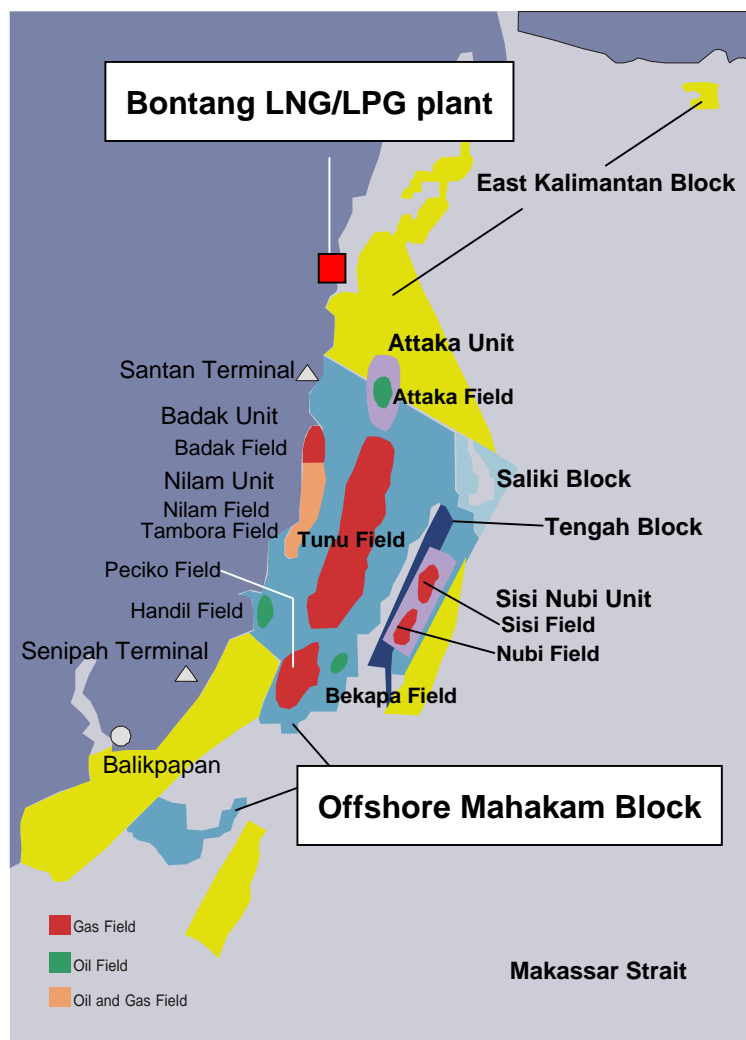 Bontang LNG/LPG plant
East Kalimantan Block
Attaka Unit
Santan Terminal
Attaka Field
Badak Unit
Badak Field
Nilam Unit
Saliki Block
Nilam Field
Tambora Field
Tengah Block
Tunu Field
Peciko Field
Handil Field
Sisi Nubi Unit
Sisi Field
Senipah Terminal
Nubi Field
Bekapa Field
Balikpapan
Offshore Mahakam Block
Gas Field
Oil Field
Oil and Gas Field
Makassar Strait